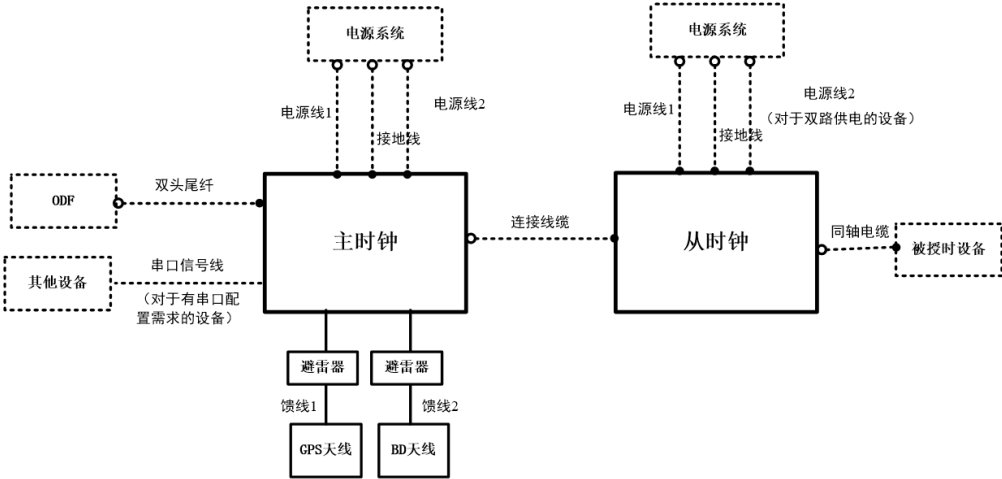 电源系统
电源系统
电源线1
电源线2
接地线
电源线1
电源线2
（对于双路供电的设备）
接地线
ODF
双头尾纤
主时钟
连接线缆
从时钟
同轴电缆
被授时设备
其他设备
串口信号线
（对于有串口配
置需求的设备）
避雷器
避雷器
馈线1
馈线2
GPS天线
BD天线